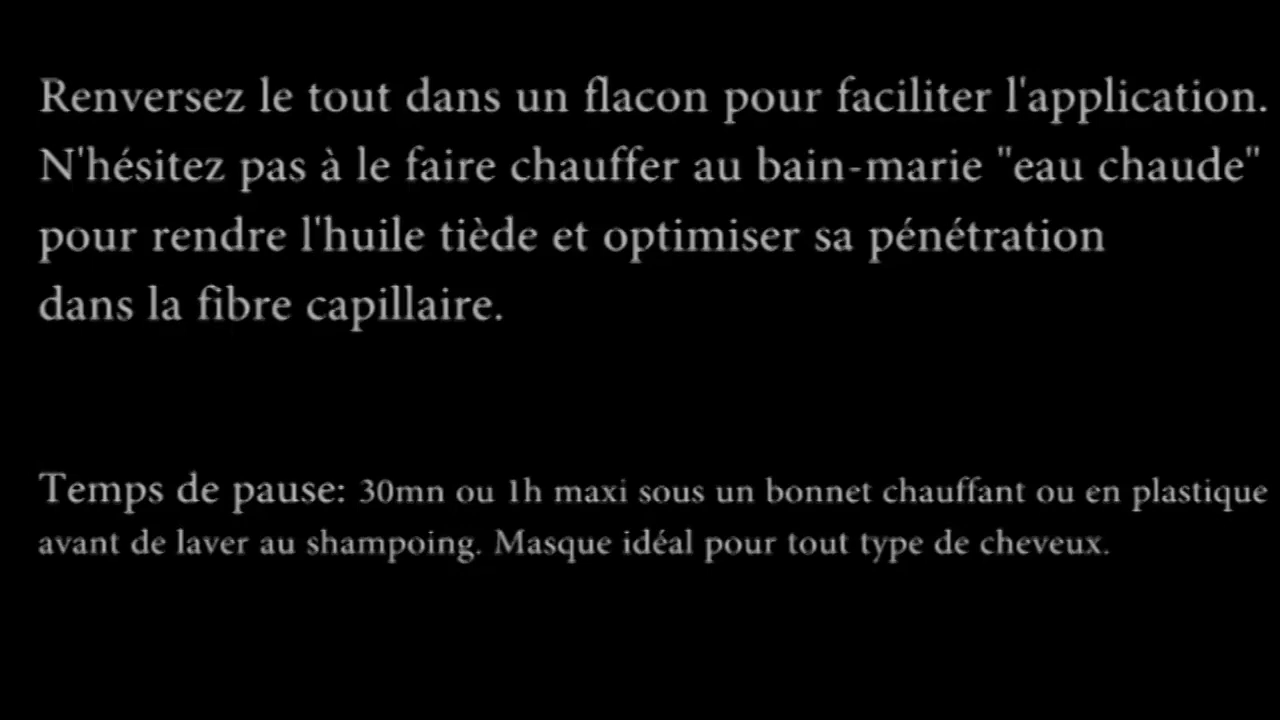 Renversez le tout dans un flacon pour faciliter l'application.
N'hésitez pas à le faire chauffer au bain-marie "eau chaude"
pour rendre l'huile tiède et optimiser sa pénétration
dans la fibre capillaire.
Temps de pause: 30mn ou 1h maxi sous un bonnet chauffant ou en plastique
avant de laver au shampoing. Masque idéal pour tout type de cheveux.